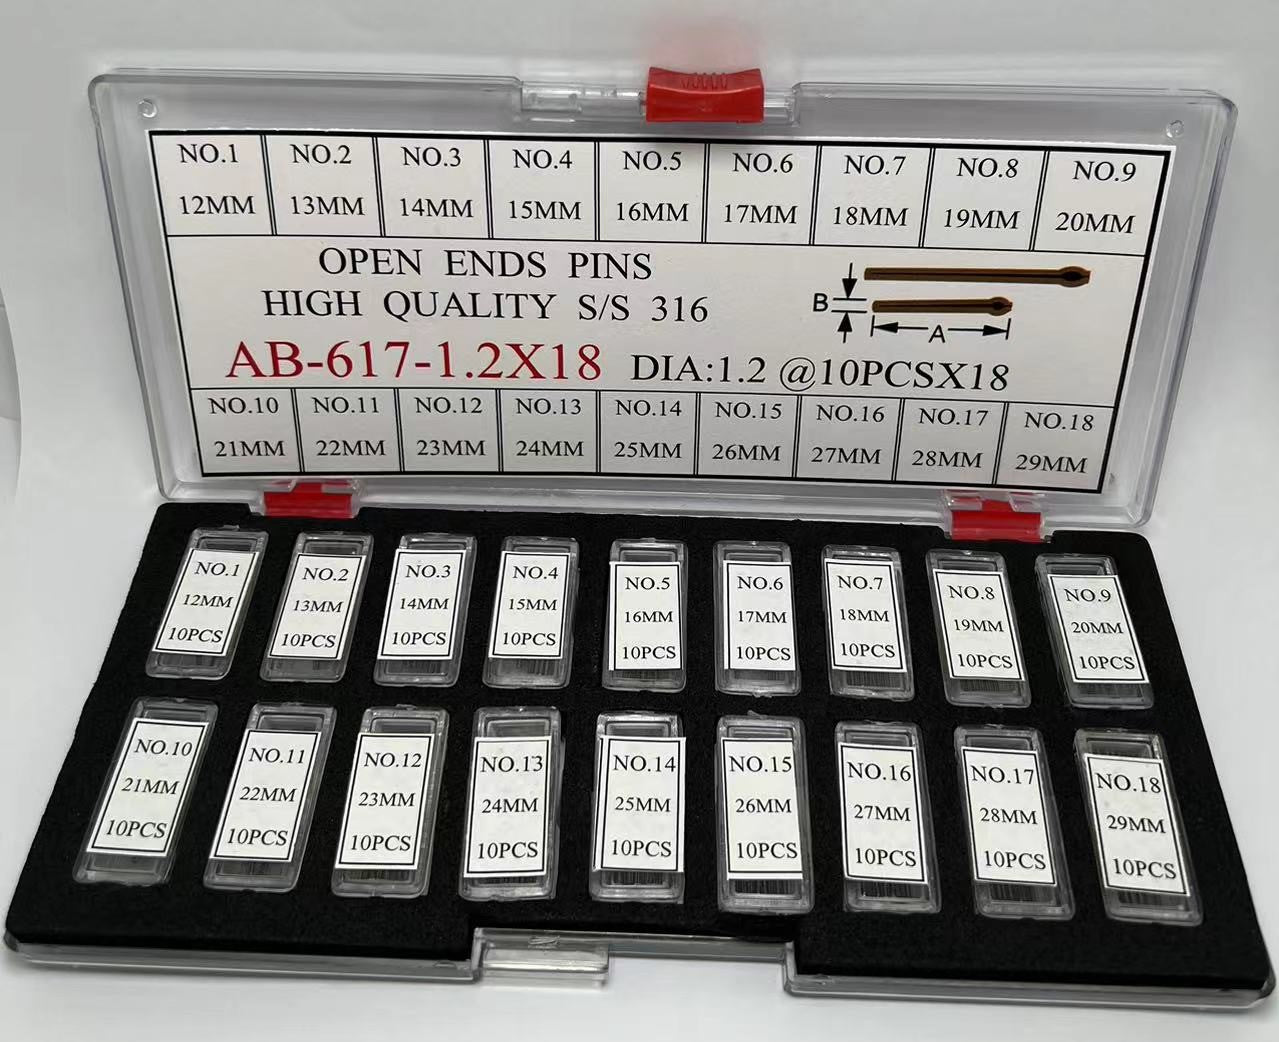 NO.1 NO.2 NO.3 NO.4 NO.5 NO.6 NO.7 NO.8 NO.9
12MM 13MM 14MM 15MM 16MM 17MM 18MM 19MM 20MM
OPEN ENDS PINS
HIGH QUALITY S/S 316
B
A
AB-617-1.2X18 DIA:1.2 @10PCSX18
NO.10 NO.11 NO.12 NO.13 NO.14 NO.15 NO.16 NO.17 NO.18
21MM 22MM 23MM 24MM 25MM 26MM 27MM 28MM 29MM
NO.1 NO.2 NO.3 NO.4 NO.5 NO.6 NO.7 NO.8 NO.9
12MM 13MM 14MM 15MM 16MM 17MM 18MM 19MM 20MM
10PCS 10PCS 10PCS 10PCS 10PCS 10PCS 10PCS 10PCS 10PCS
NO.10 NO.11 NO.12 NO.13 NO.14 NO.15 NO.16 NO.17 NO.18
21MM 22MM 23MM 24MM 25MM 26MM 27MM 28MM 29MM
10PCS 10PCS 10PCS 10PCS 10PCS 10PCS 10PCS 10PCS 10PCS